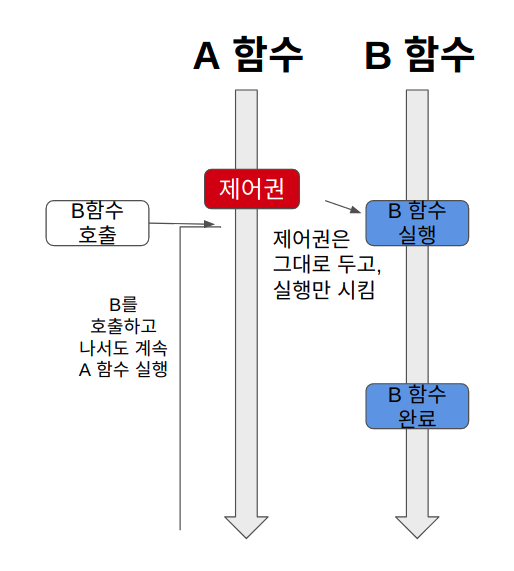 A 함수
B 함수
제어권
B함수
호출
B 함수
실행
제어권은
그대로 두고,
실행만 시킴
B를
호출하고
나서도 계속
A 함수 실행
B 함수
완료